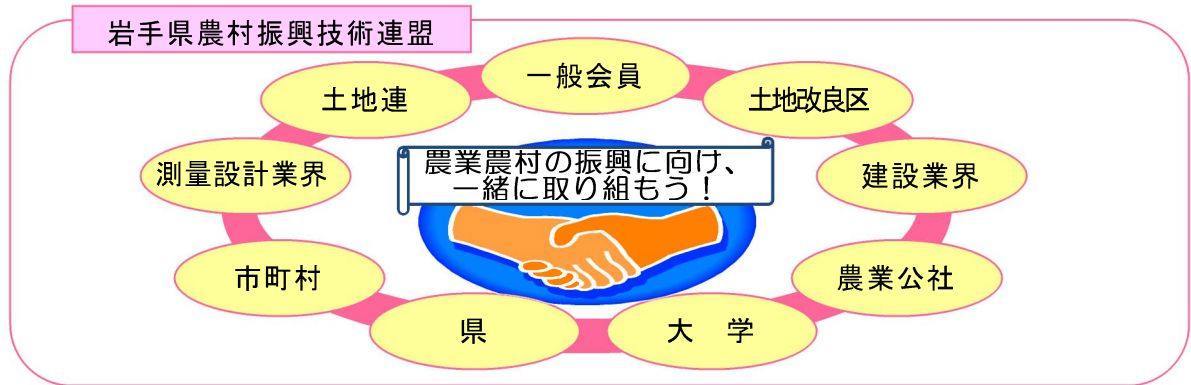 岩手県農村振興技術連盟
一般会員
土地連
土地改良区
農業農村の振興に向け、
一緒に取り組もう！
測量設計業界
建設業界
市町村
農業公社
県
大　学